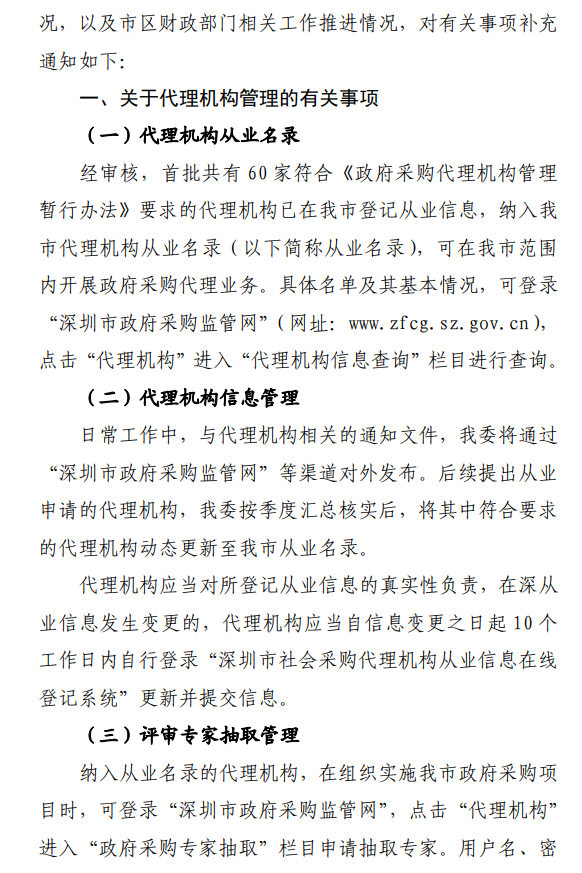 况，以及市区财政部门相关工作推进情况，对有关事项补充
通知如下：
一、关于代理机构管理的有关事项
（一）代理机构从业名录
经审核，首批共有 60 家符合《政府采购代理机构管理
暂行办法》要求的代理机构已在我市登记从业信息，纳入我
市代理机构从业名录（以下简称从业名录），可在我市范围
内开展政府采购代理业务。具体名单及其基本情况，可登录
“深圳市政府采购监管网”（网址：www.zfcg.sz.gov.cn），
点击“代理机构”进入“代理机构信息查询”栏目进行查询。
（二）代理机构信息管理
日常工作中，与代理机构相关的通知文件，我委将通过
“深圳市政府采购监管网”等渠道对外发布。后续提出从业
申请的代理机构，我委按季度汇总核实后，将其中符合要求
的代理机构动态更新至我市从业名录。
代理机构应当对所登记从业信息的真实性负责，在深从
业信息发生变更的，代理机构应当自信息变更之日起 10 个
工作日内自行登录“深圳市社会采购代理机构从业信息在线
登记系统”更新并提交信息。
（三）评审专家抽取管理
纳入从业名录的代理机构，在组织实施我市政府采购项
目时，可登录“深圳市政府采购监管网”，点击“代理机构”
进入“政府采购专家抽取”栏目申请抽取专家。用户名、密